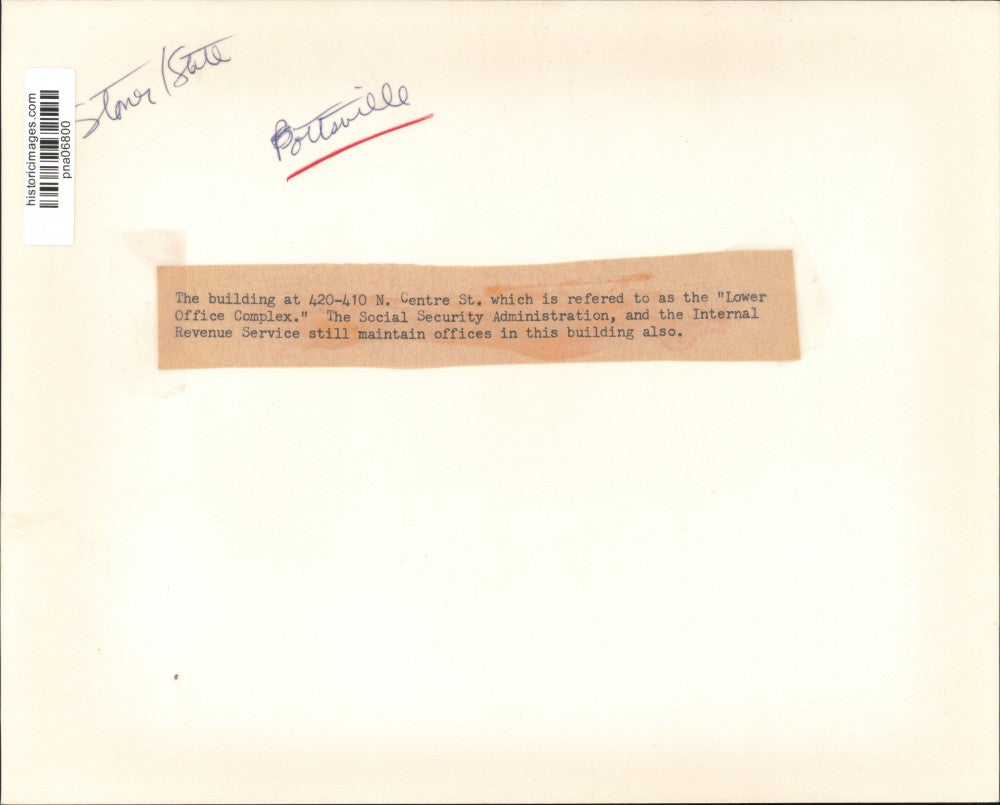 Stoner/State
Pottsville
historicimages.com
pna06800
The building at 420-410 N. Centre St. which is refered to as the "Lower
Office Complex."  The Social Security Administration, and the Internal
Revenue Service still maintain offices in this building also.